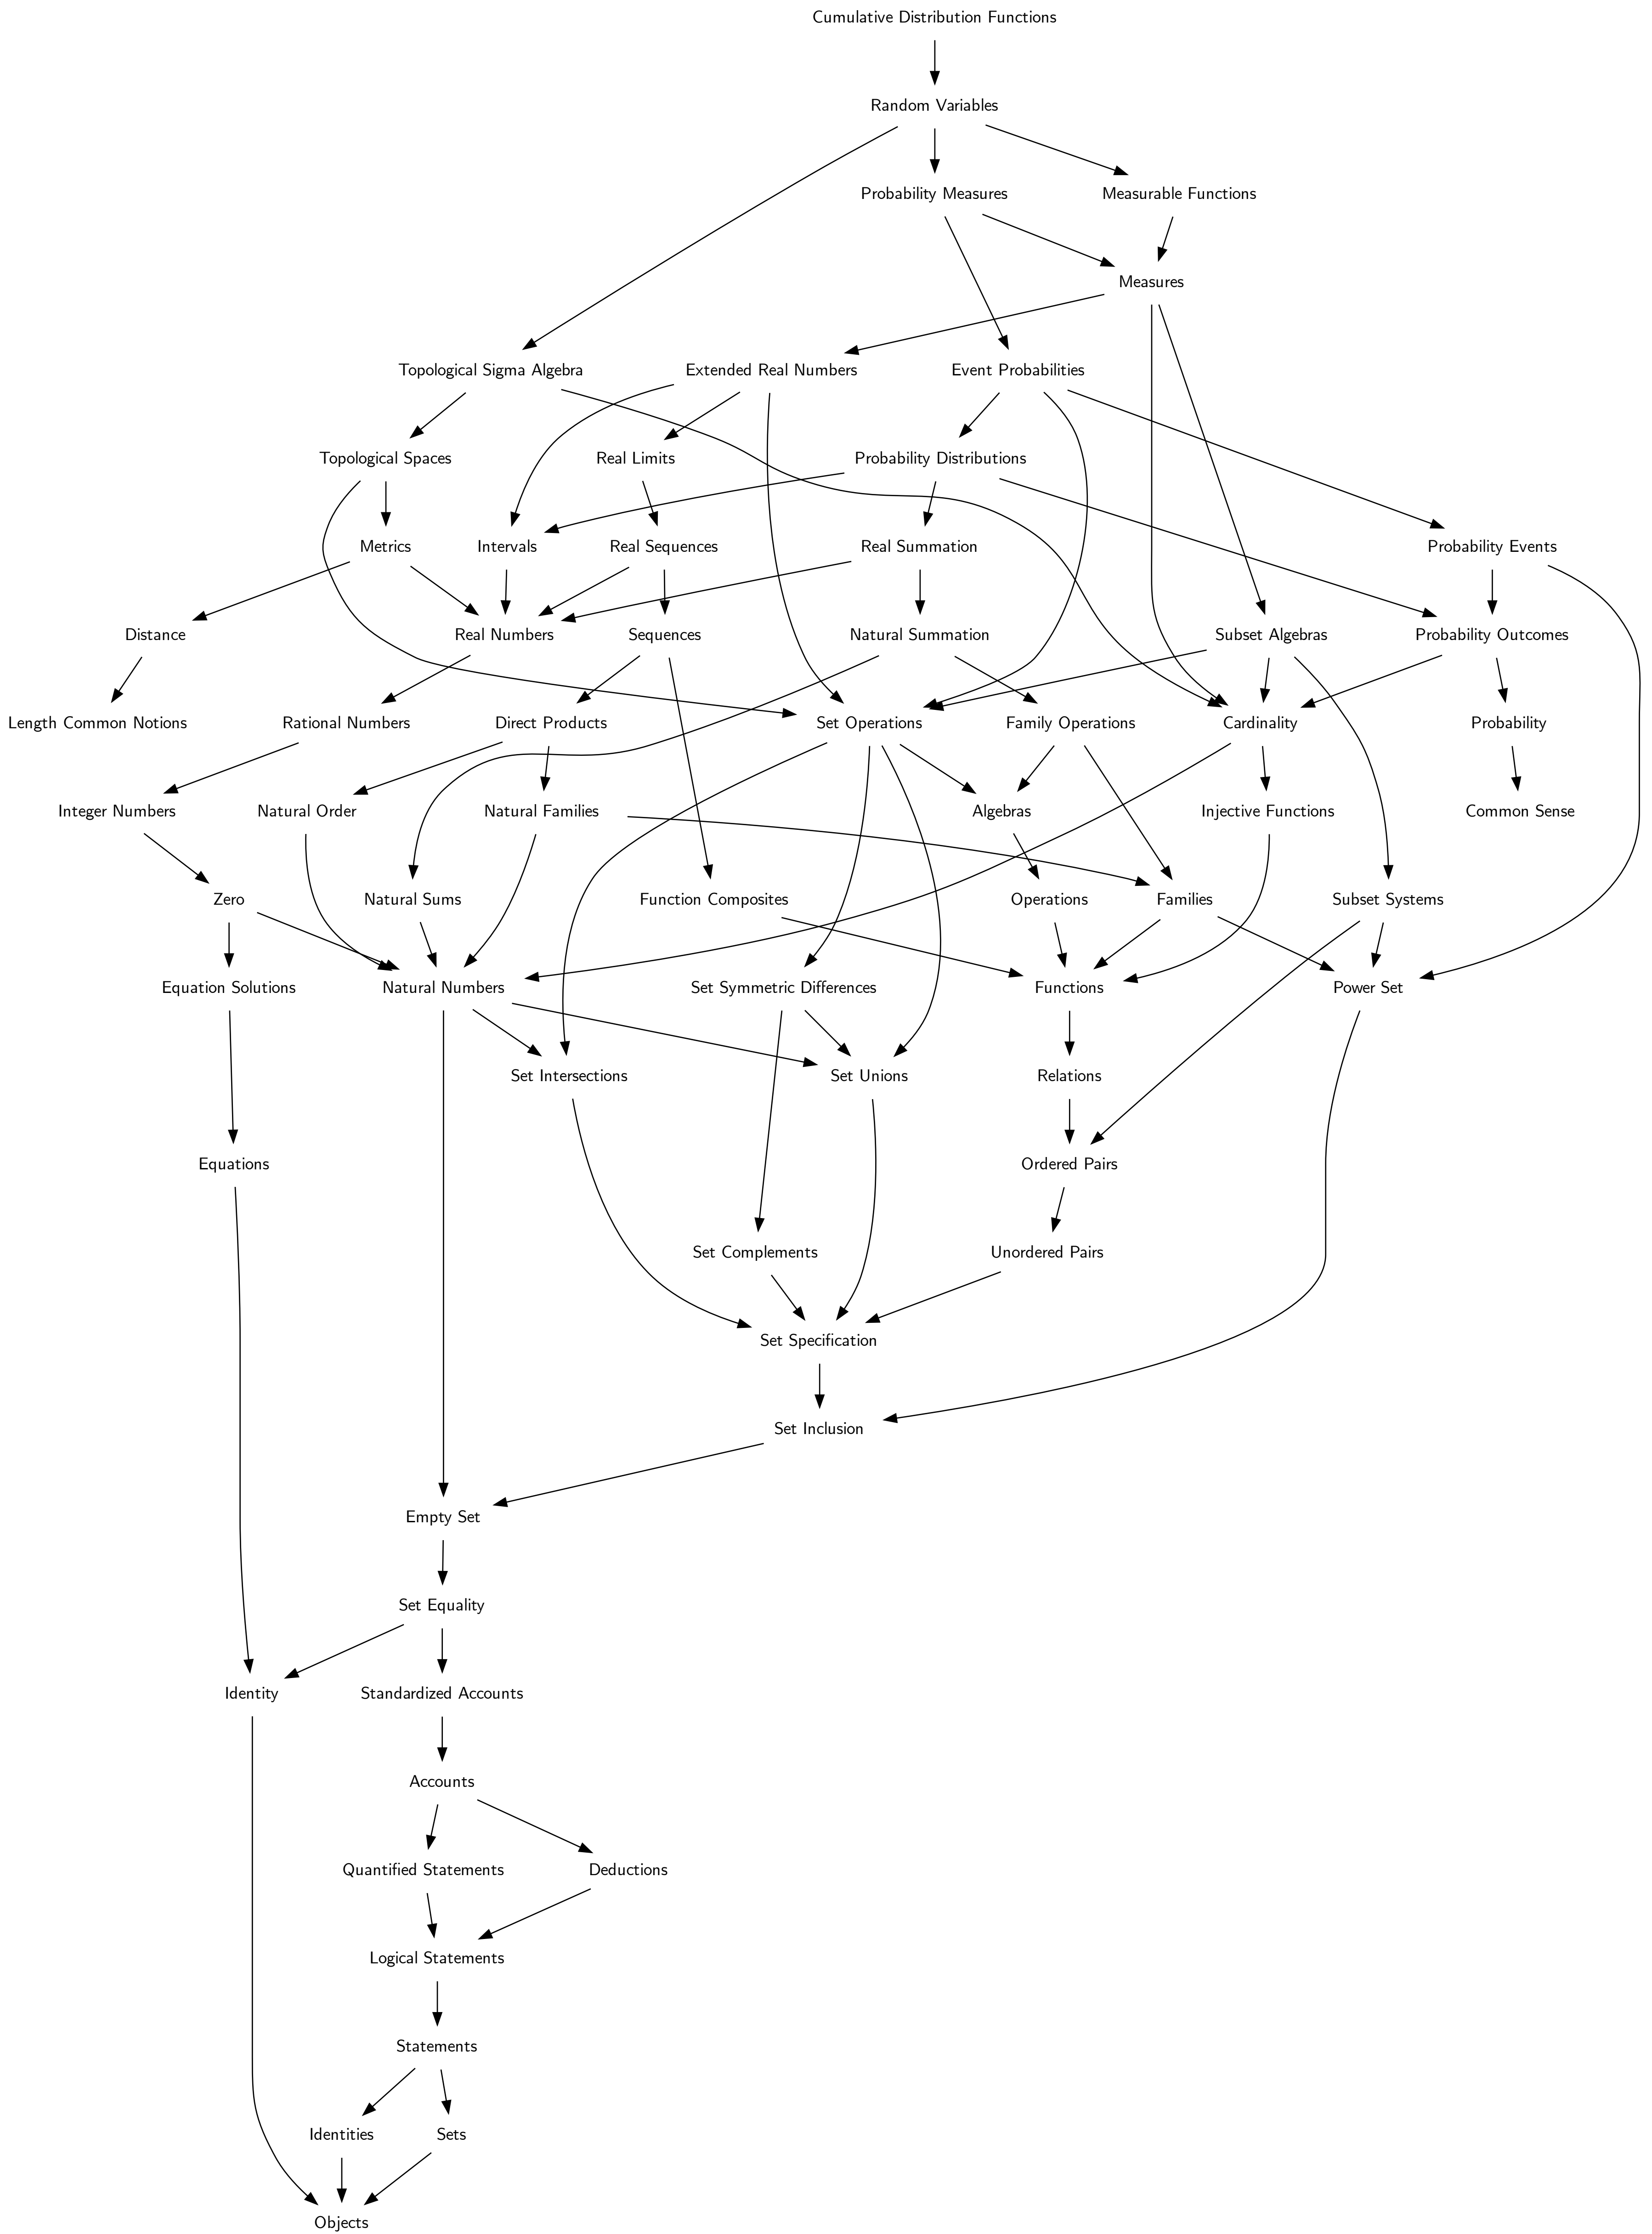 Cumulative Distribution Functions
Random Variables
Probability Measures
Measurable Functions
Measures
Topological Sigma Algebra
Extended Real Numbers
Event Probabilities
Topological Spaces
Real Limits
Probability Distributions
Metrics
Intervals
Real Sequences
Real Summation
Probability Events
Distance
Real Numbers
Sequences
Natural Summation
Subset Algebras
Probability Outcomes
Length Common Notions
Rational Numbers
Direct Products
Set Operations
Family Operations
Cardinality
Probability
Integer Numbers
Natural Order
Natural Families
Algebras
Injective Functions
Common Sense
Zero
Natural Sums
Function Composites
Operations
Families
Subset Systems
Equation Solutions
Natural Numbers
Set Symmetric Differences
Functions
Power Set
Set Intersections
Set Unions
Relations
Equations
Ordered Pairs
Set Complements
Unordered Pairs
Set Specification
Set Inclusion
Empty Set
Set Equality
Identity
Standardized Accounts
Accounts
Quantified Statements
Deductions
Logical Statements
Statements
Identities
Sets
Objects